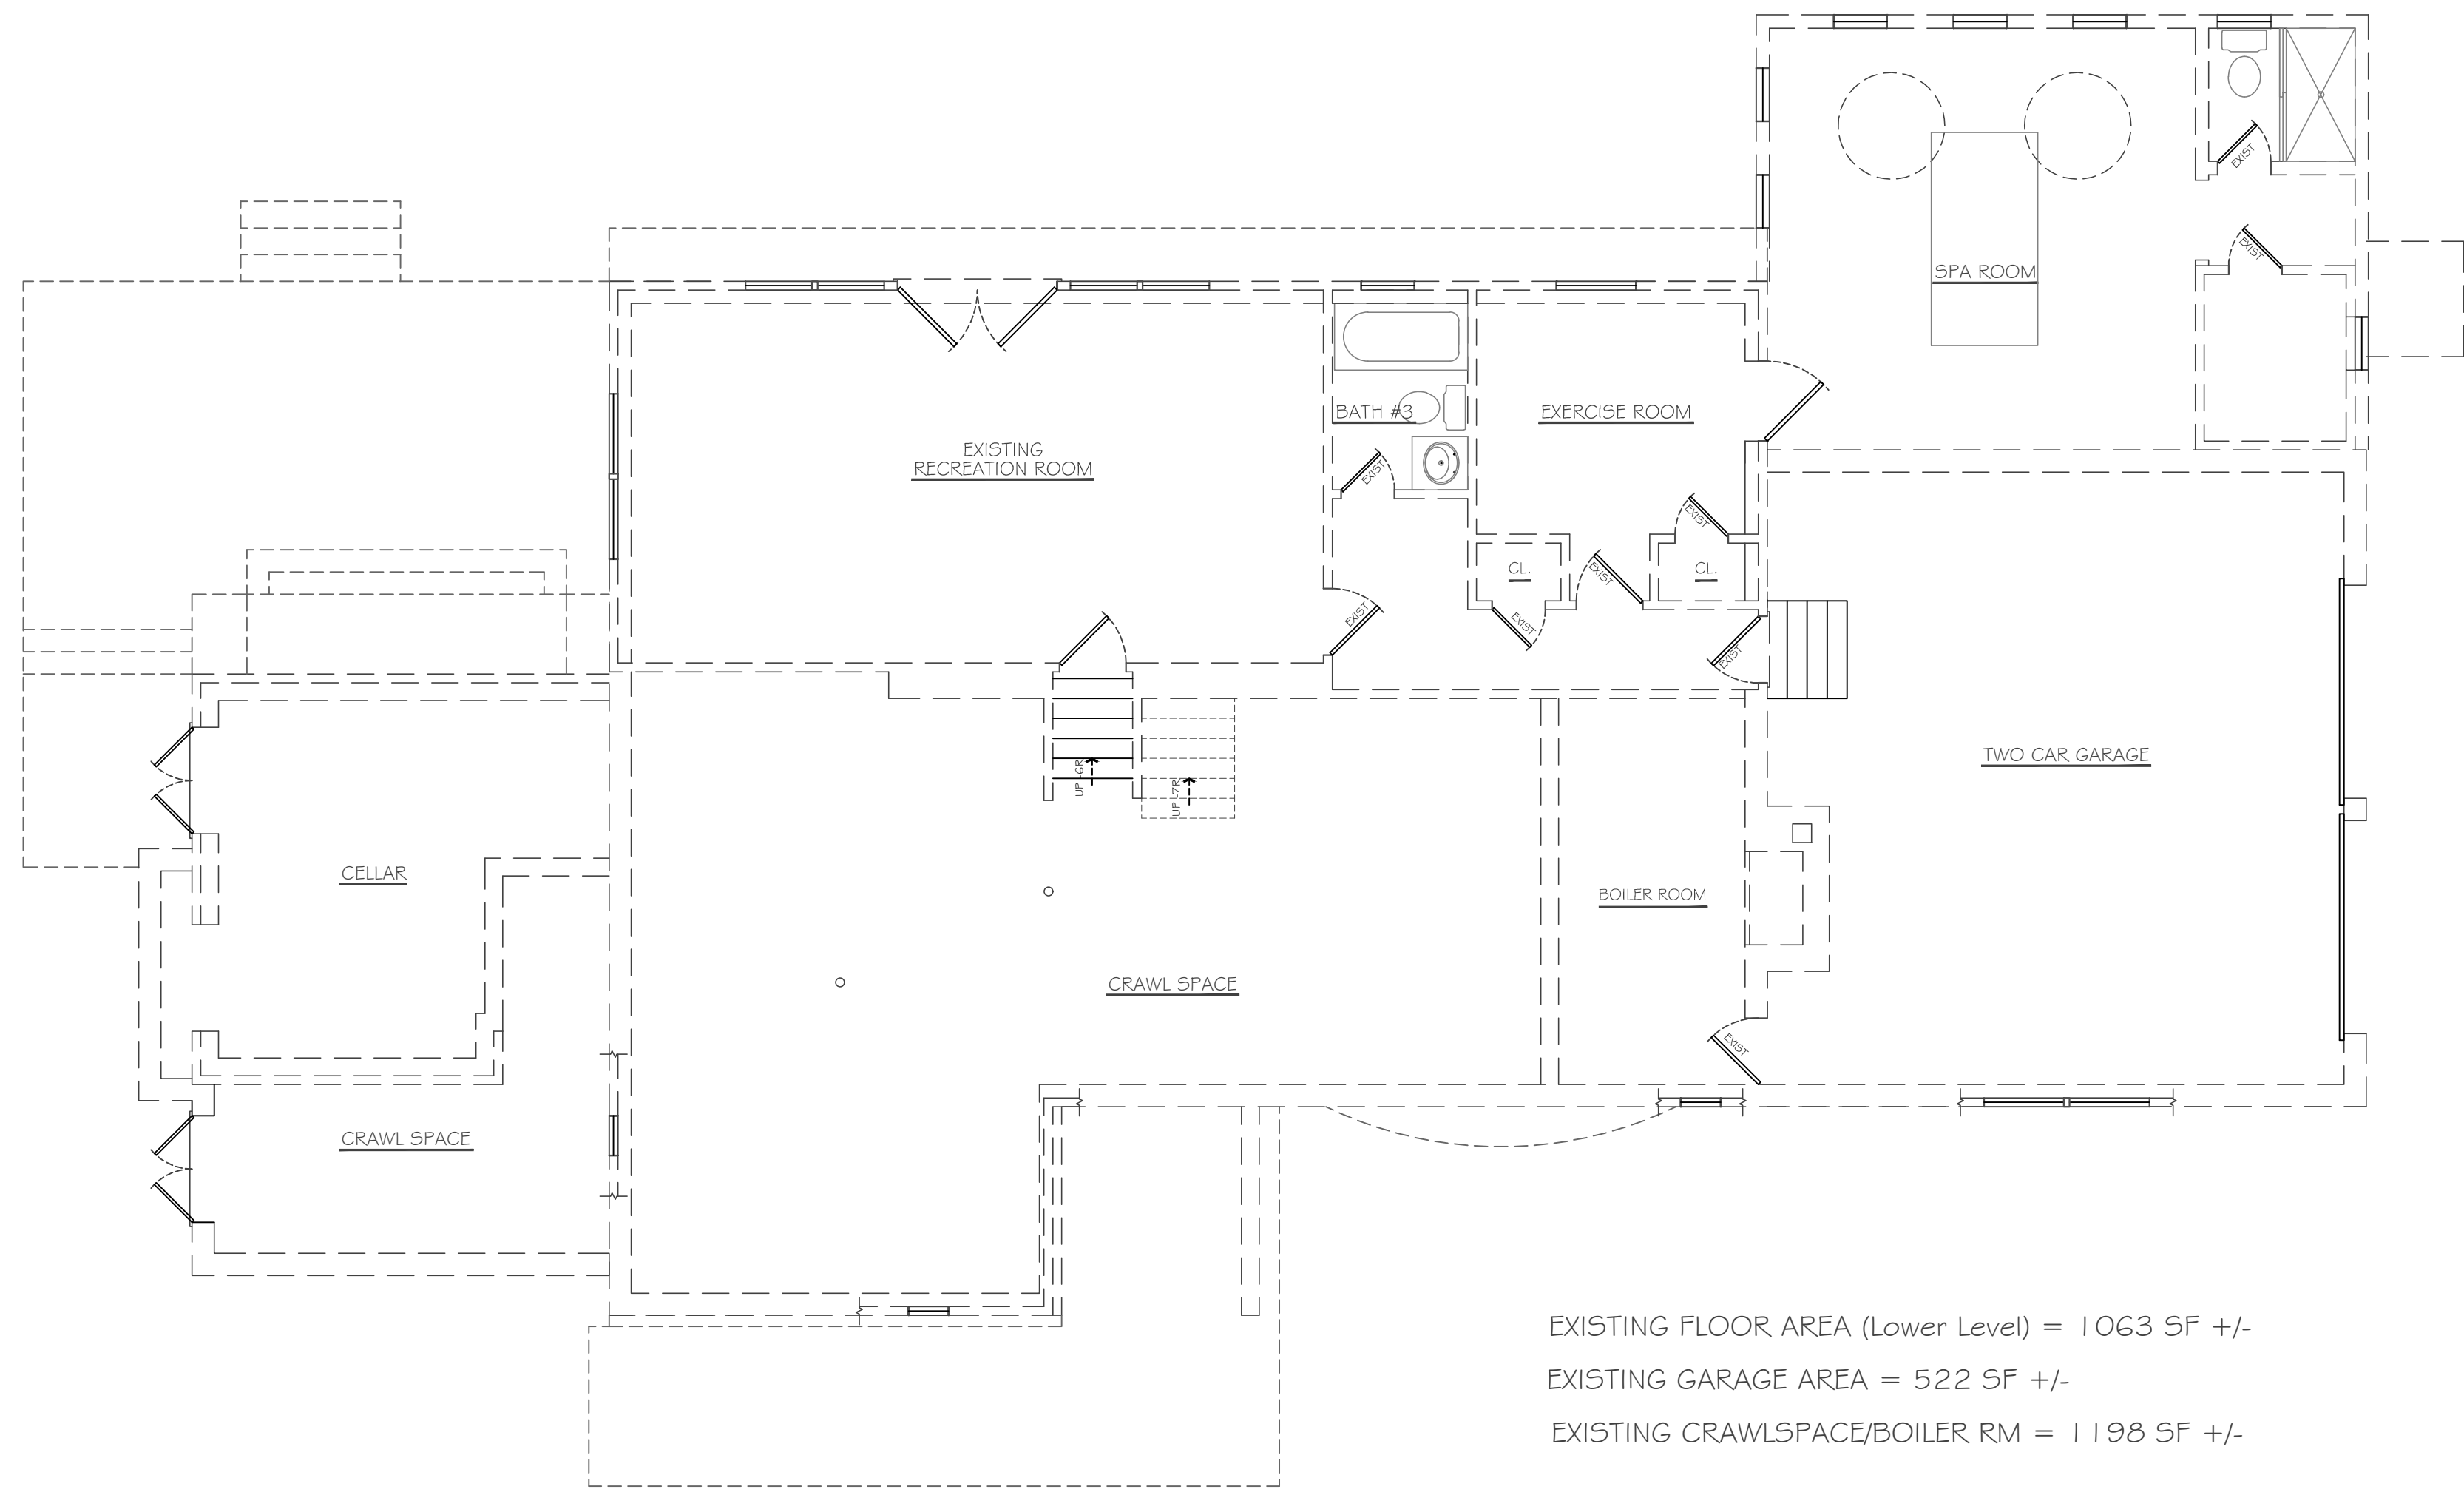 EXIST
EXIST
SPA ROOM
BATH #3
EXERCISE ROOM
EXISTING
RECREATION ROOM
EXIST
EXIST
CL.
EXIST
CL.
EXIST
EXIST
EXIST
TWO CAR GARAGE
UP -6R
UP -7R
CELLAR
BOILER ROOM
CRAWL SPACE
EXIST
CRAWL SPACE
EXISTING FLOOR AREA (Lower Level) = 1063 SF +/-
EXISTING GARAGE AREA = 522 SF +/-
EXISTING CRAWLSPACE/BOILER RM = 1198 SF +/-